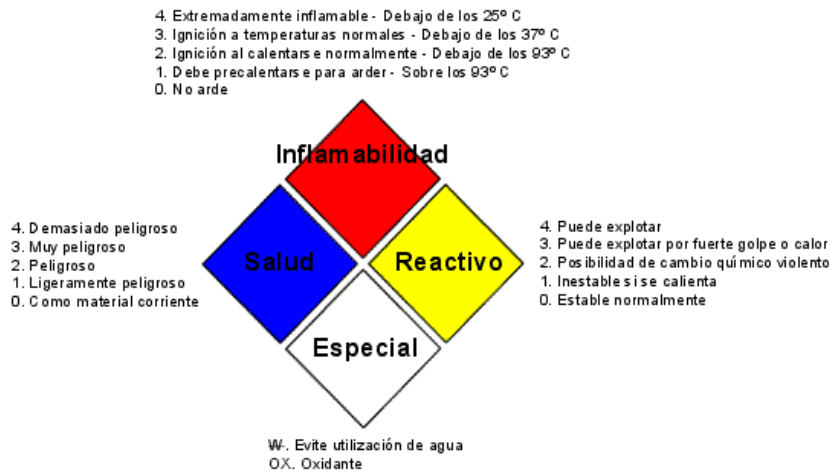 4. Extremadamente inflamable - Debajo de los 25º C
3. Ignición a temperaturas normales - Debajo de los 37º C
2. Ignición al calentarse normalmente - Debajo de los 93º C
1. Debe precalentarse para arder - Sobre los 93º C
0. No arde
Inflamabilidad
4. Demasiado peligroso
3. Muy peligroso
2. Peligroso
1. Ligeramente peligroso
0. Como material corriente
Salud
Reactivo
4. Puede explotar
3. Puede explotar por fuerte golpe o calor
2. Posibilidad de cambio químico violento
1. Inestable si se calienta
0. Estable normalmente
Especial
W-. Evite utilización de agua
OX. Oxidante